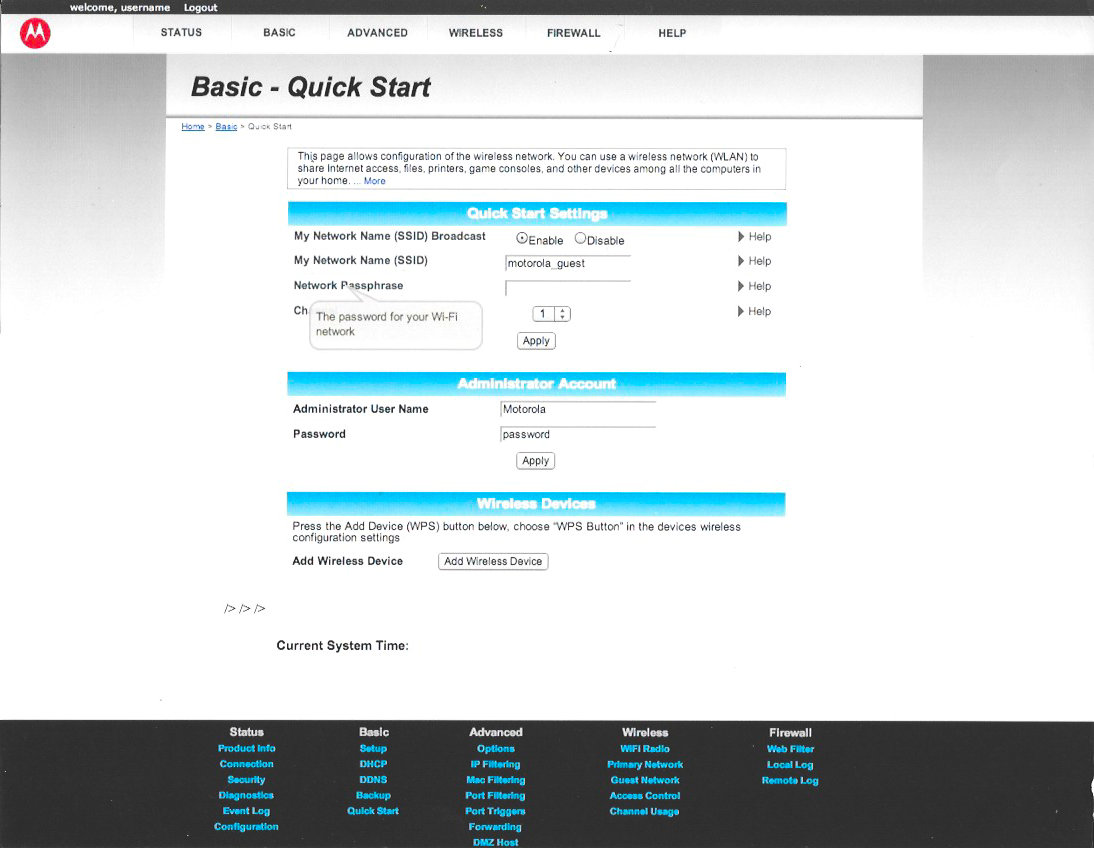 welcome, username Logout
STATUS BASIC ADVANCED WIRELESS FIREWALL HELP
Basic - Quick Start
Home > Basic > Quick Start
This page allows configuration of the wireless network. You can use a wireless network (WLAN) to
share Internet access, files, printers, game consoles, and other devices among all the computers in
your home. ... More
Quick Start Settings
My Network Name (SSID) Broadcast Enable Disable Help
My Network Name (SSID) motorola_guest Help
Network Passphrase Help
Ch 1 Help
The password for your Wi-Fi
network
Apply
Administrator Account
Administrator User Name Motorola
Password password
Apply
Wireless Devices
Press the Add Device (WPS) button below, choose "WPS Button" in the devices wireless
configuration settings
Add Wireless Device Add Wireless Device
/> /> />
Current System Time:
Status Basic Advanced Wireless Firewall
Product Info Setup Options WiFi Radio Web Filter
Connection DHCP IP Filtering Primary Network Local Log
Security DDNS Mac Filtering Guest Network Remote Log
Diagnostics Backup Port Filtering Access Control
Event Log Quick Start Port Triggers Channel Usage
Configuration Forwarding
DMZ Host